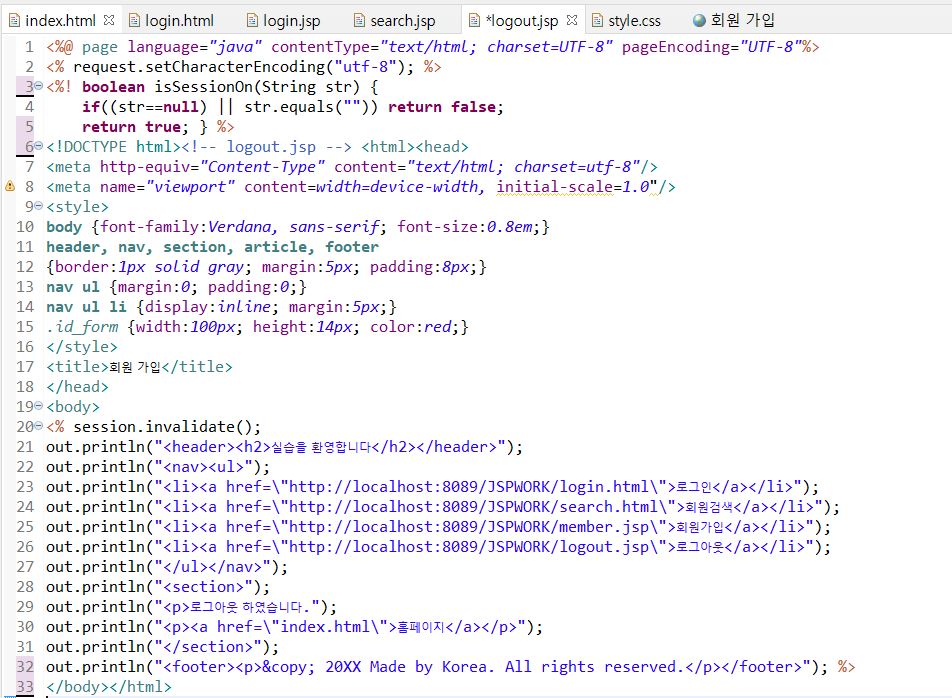 index.html login.html login.jsp search.jsp *logout.jsp style.css 회원 가입
1 <%@ page language="java" contentType="text/html; charset=UTF-8" pageEncoding="UTF-8"%>
2 <% request.setCharacterEncoding("utf-8"); %>
3 <%! boolean isSessionOn(String str) {
4     if((str==null) || str.equals("")) return false;
5     return true; } %>
6 <!DOCTYPE html><!-- logout.jsp --> <html><head>
7 <meta http-equiv="Content-Type" content="text/html; charset=utf-8"/>
8 <meta name="viewport" content=width=device-width, initial-scale=1.0"/>
9 <style>
10 body {font-family:Verdana, sans-serif; font-size:0.8em;}
11 header, nav, section, article, footer
12 {border:1px solid gray; margin:5px; padding:8px;}
13 nav ul {margin:0; padding:0;}
14 nav ul li {display:inline; margin:5px;}
15 .id_form {width:100px; height:14px; color:red;}
16 </style>
17 <title>회원 가입</title>
18 </head>
19 <body>
20 <% session.invalidate();
21 out.println("<header><h2>실습을 환영합니다</h2></header>");
22 out.println("<nav><ul>");
23 out.println("<li><a href=\"http://localhost:8089/JSPWORK/login.html\">로그인</a></li>");
24 out.println("<li><a href=\"http://localhost:8089/JSPWORK/search.html\">회원검색</a></li>");
25 out.println("<li><a href=\"http://localhost:8089/JSPWORK/member.jsp\">회원가입</a></li>");
26 out.println("<li><a href=\"http://localhost:8089/JSPWORK/logout.jsp\">로그아웃</a></li>");
27 out.println("</ul></nav>");
28 out.println("<section>");
29 out.println("<p>로그아웃 하였습니다.");
30 out.println("<p><a href=\"index.html\">홈페이지</a></p>");
31 out.println("</section>");
32 out.println("<footer><p>&copy; 20XX Made by Korea. All rights reserved.</p></footer>"); %>
33 </body></html>